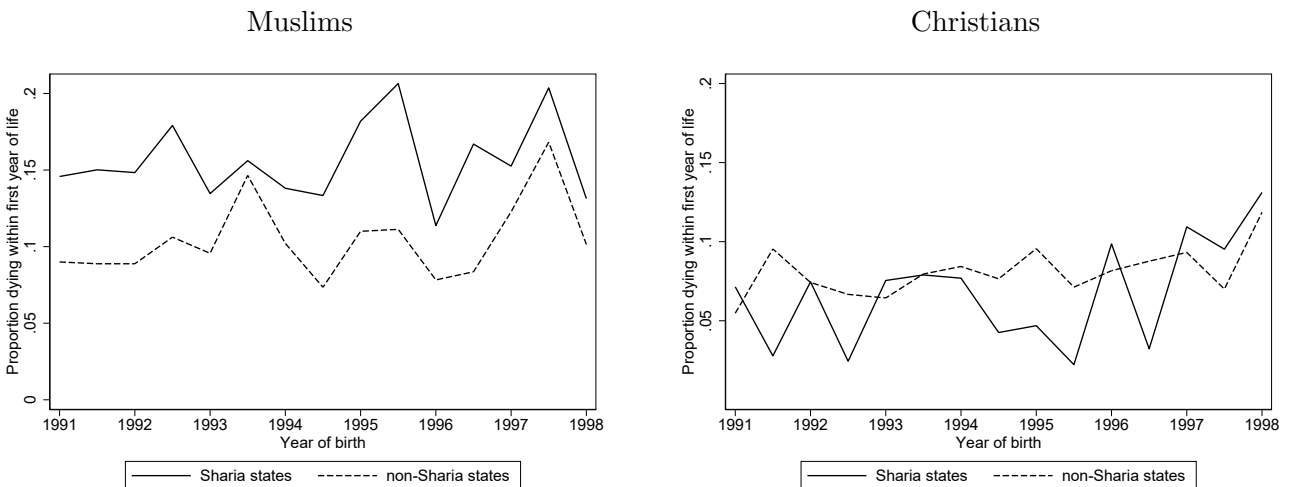 Muslims
Proportion dying within first year of life
.2
.15
.1
.05
0
1991 1992 1993 1994 1995 1996 1997 1998
Year of birth
Sharia states non-Sharia states
Christians
Proportion dying within first year of life
.2
.15
.1
.05
1991 1992 1993 1994 1995 1996 1997 1998
Year of birth
Sharia states non-Sharia states